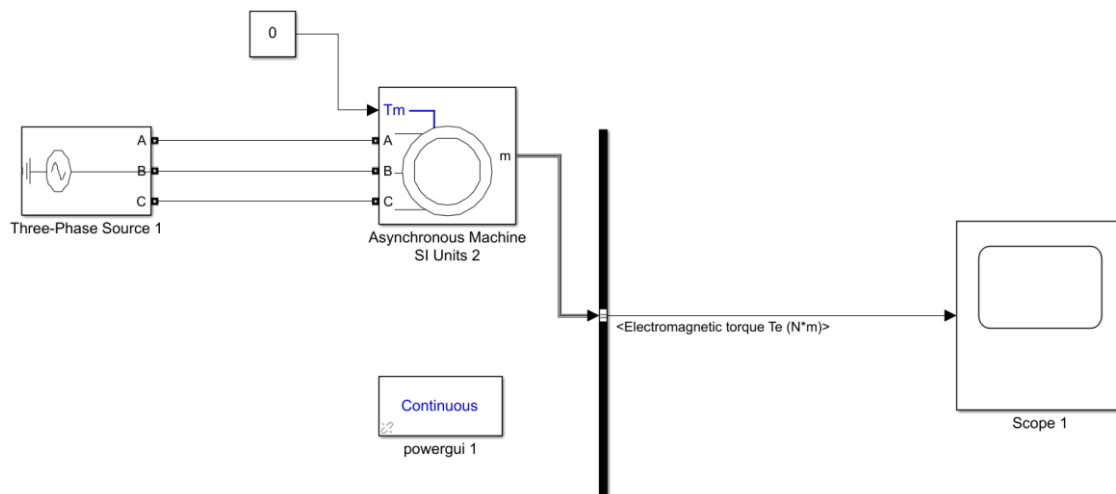 0
Tm
A
B
C
m
A
B
C
Three-Phase Source 1
Asynchronous Machine
SI Units 2
<Electromagnetic torque Te (N*m)>
Continuous
powergui 1
Scope 1